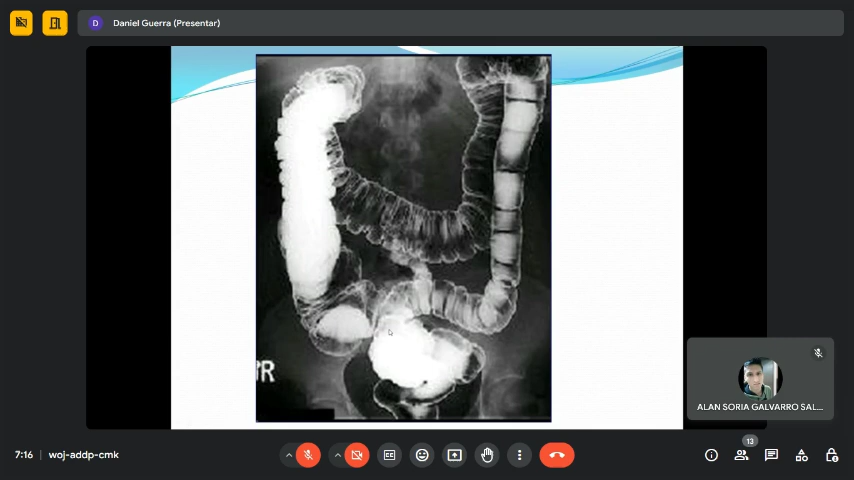 D Daniel Guerra (Presentar)
R
ALAN SORIA GALVARRO SAL...
13
7:16 | woj-addp-cmk